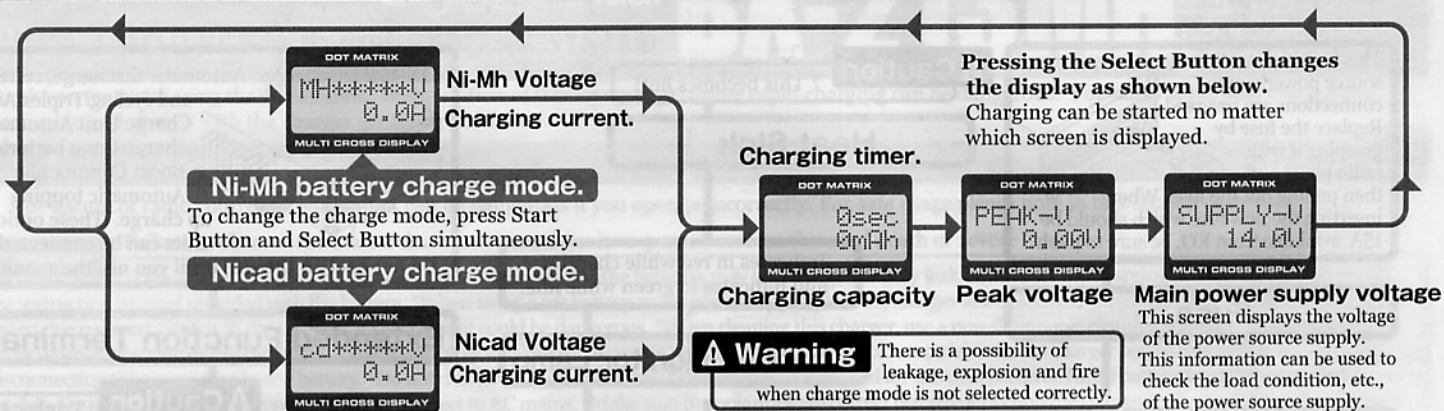 DOT MATRIX
MH*****V
0.0A
MULTI CROSS DISPLAY
Ni-Mh Voltage
Charging current.
Ni-Mh battery charge mode.
To change the charge mode, press Start
Button and Select Button simultaneously.
Nicad battery charge mode.
DOT MATRIX
Cd*****V
0.0A
MULTI CROSS DISPLAY
Nicad Voltage
Charging current.
Pressing the Select Button changes
the display as shown below.
Charging can be started no matter
which screen is displayed.
Charging timer.
DOT MATRIX
0sec
0mAh
MULTI CROSS DISPLAY
Charging capacity
DOT MATRIX
PEAK-V
0.00V
MULTI CROSS DISPLAY
Peak voltage
DOT MATRIX
SUPPLY-V
14.0V
MULTI CROSS DISPLAY
Main power supply voltage
This screen displays the voltage
of the power source supply.
This information can be used to
check the load condition, etc.,
of the power source supply.
Warning
There is a possibility of
leakage, explosion and fire
when charge mode is not selected correctly.